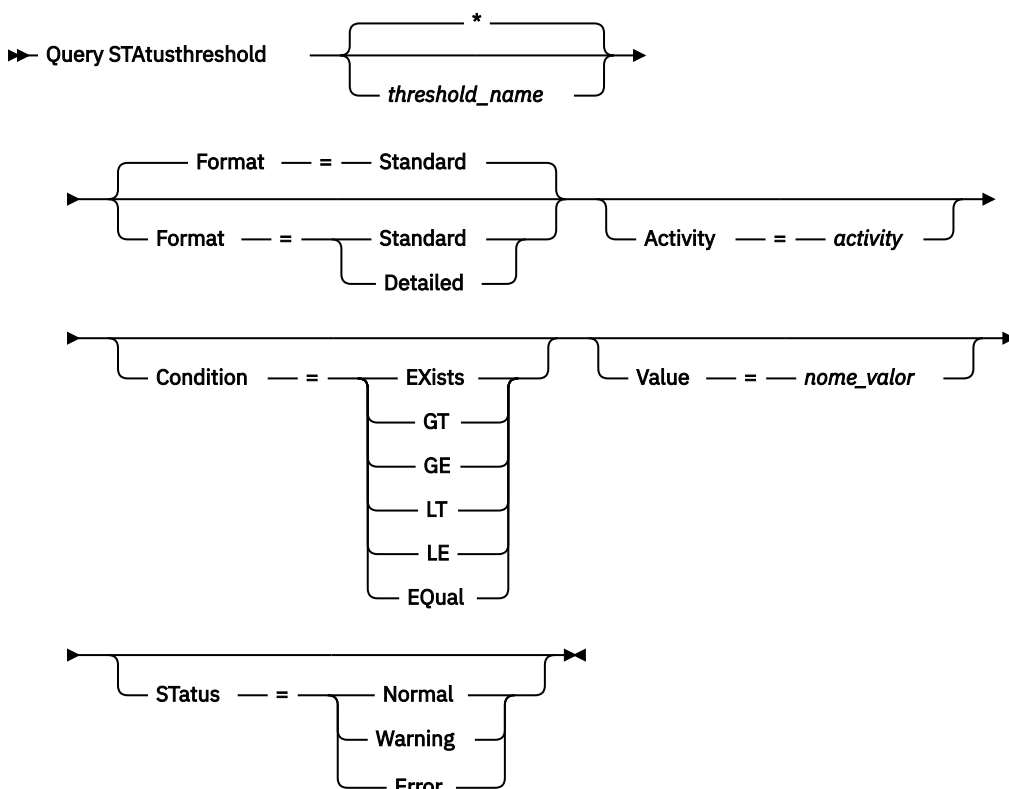 *
Query STAtusthreshold
threshold_name
Format = Standard
Format = Standard
Detailed
Activity = activity
Condition = EXists
GT
GE
LT
LE
EQual
Value = nome_valor
STatus = Normal
Warning
Error